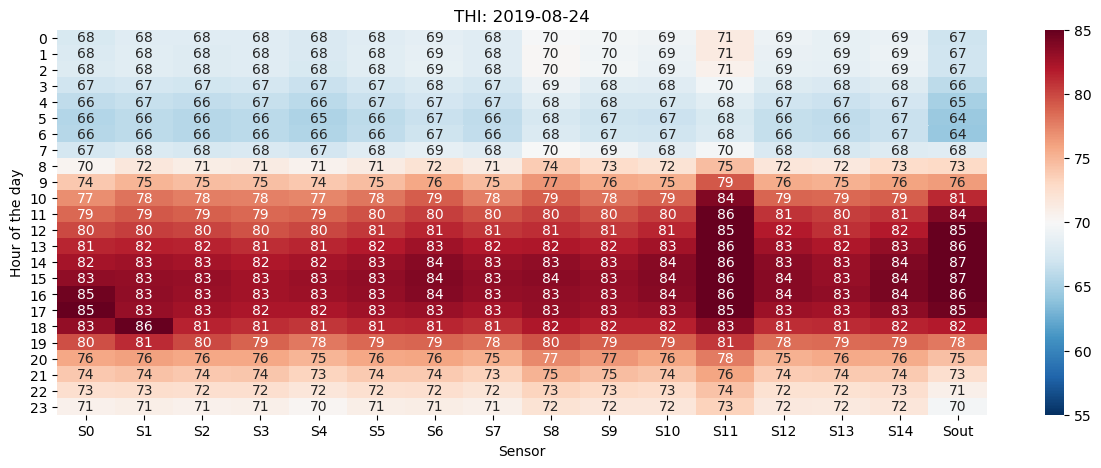 THI: 2019-08-24
0 68 68 68 68 68 68 69 68 70 70 69 71 69 69 69 67
1 68 68 68 68 68 68 69 68 70 70 69 71 69 69 69 67
2 68 68 68 68 68 68 69 68 70 70 69 71 69 69 69 67
3 67 67 67 67 67 67 68 67 69 68 68 70 68 68 68 66
4 66 67 66 67 66 67 67 67 68 68 67 68 67 67 67 65
5 66 66 66 66 65 66 67 66 68 67 67 68 66 66 67 64
6 66 66 66 66 66 66 67 66 68 67 67 68 66 66 67 64
7 67 68 68 68 67 68 69 68 70 69 68 70 68 68 68 68
8 70 72 71 71 71 71 72 71 74 73 72 75 72 72 73 73
9 74 75 75 75 74 75 76 75 77 76 75 79 76 75 76 76
10 77 78 78 78 77 78 79 78 79 78 79 84 79 79 79 81
11 79 79 79 79 79 80 80 80 80 80 80 86 81 80 81 84
12 80 80 80 80 80 81 81 81 81 81 81 85 82 81 82 85
13 81 82 82 81 81 82 83 82 82 82 83 86 83 82 83 86
14 82 83 83 82 82 83 84 83 83 83 84 86 83 83 84 87
15 83 83 83 83 83 83 84 83 84 83 84 86 84 83 84 87
16 85 83 83 83 83 83 84 83 83 83 84 86 84 83 84 86
17 85 83 83 82 82 83 83 82 83 83 83 85 83 83 83 85
18 83 86 81 81 81 81 81 81 82 82 82 83 81 81 82 82
19 80 81 80 79 78 79 79 78 79 79 79 81 78 79 79 78
20 76 76 76 76 75 76 76 75 77 77 76 78 75 76 76 75
21 74 74 74 74 73 74 74 73 75 75 74 76 74 74 74 73
22 73 73 72 72 72 72 72 72 73 73 72 74 72 72 73 71
23 71 71 71 71 70 71 71 71 72 72 72 73 72 72 72 70
S0 S1 S2 S3 S4 S5 S6 S7 S8 S9 S10 S11 S12 S13 S14 Sout
Sensor
Hour of the day
85
80
75
70
65
60
55